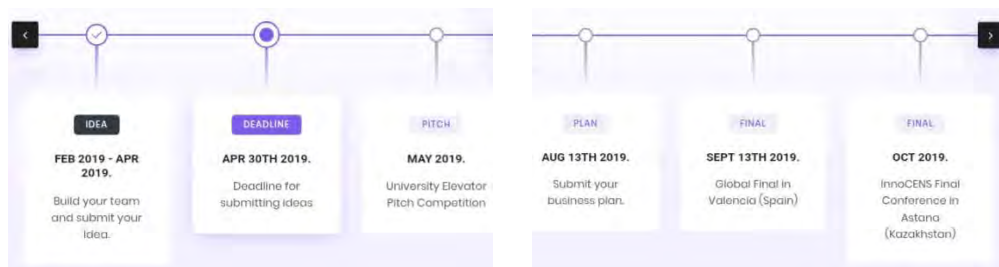 IDEA
FEB 2019 - APR
2019.
Build your team
and submit your
idea.
DEADLINE
APR 30TH 2019.
Deadline for
submitting ideas
PITCH
MAY 2019.
University Elevator
Pitch Competition
PLAN
AUG 13TH 2019.
Submit your
business plan.
FINAL
SEPT 13TH 2019.
Global Final in
Valencia (Spain)
FINAL
OCT 2019.
InnoCENS Final
Conference in
Astana
(Kazakhstan)